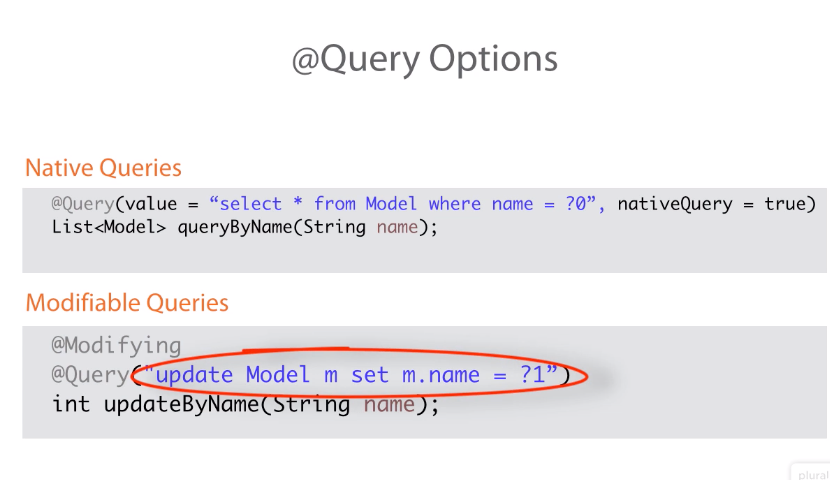 @Query Options
Native Queries
@Query(value = “select * from Model where name = ?0”, nativeQuery = true)
List<Model> queryByName(String name);
Modifiable Queries
@Modifying
@Query("update Model m set m.name = ?1”)
int updateByName(String name);
plural